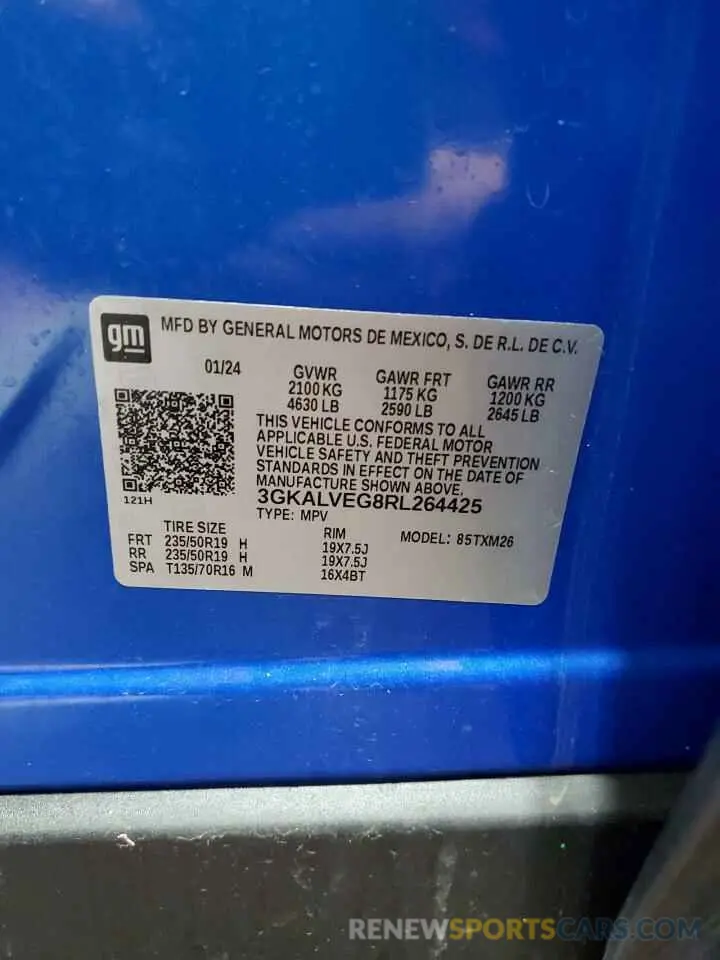 gm MFD BY GENERAL MOTORS DE MEXICO, S. DE R.L. DE C.V.
01/24 GVWR GAWR FRT GAWR RR
2100 KG 1175 KG 1200 KG
4630 LB 2590 LB 2645 LB
THIS VEHICLE CONFORMS TO ALL
APPLICABLE U.S. FEDERAL MOTOR
VEHICLE SAFETY AND THEFT PREVENTION
STANDARDS IN EFFECT ON THE DATE OF
MANUFACTURE SHOWN ABOVE.
121H 3GKALVEG8RL264425
TYPE: MPV
TIRE SIZE RIM MODEL: 85TXM26
FRT 235/50R19 H 19X7.5J
RR 235/50R19 H 19X7.5J
SPA T135/70R16 M 16X4BT
RENEWSPORTSCARS.COM